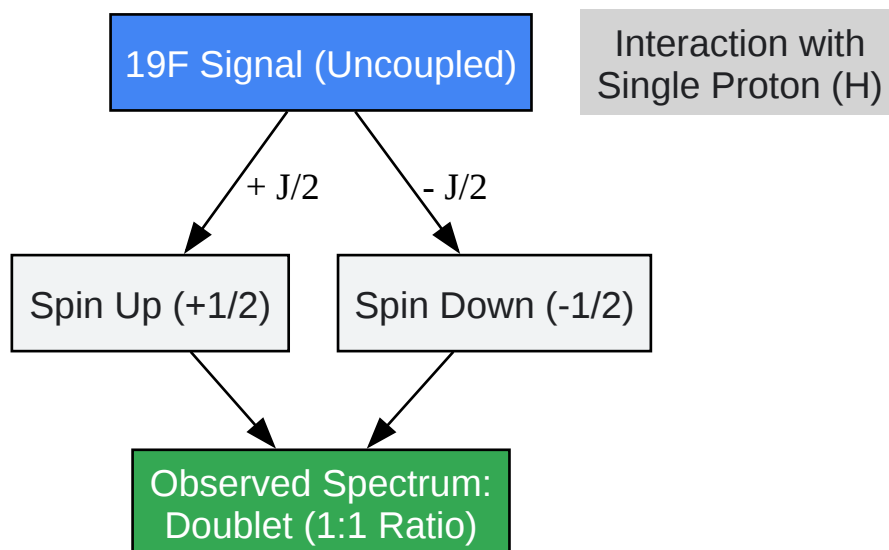 19F Signal (Uncoupled)
Interaction with
Single Proton (H)
+ J/2
- J/2
Spin Up (+1/2)
Spin Down (-1/2)
Observed Spectrum:
Doublet (1:1 Ratio)